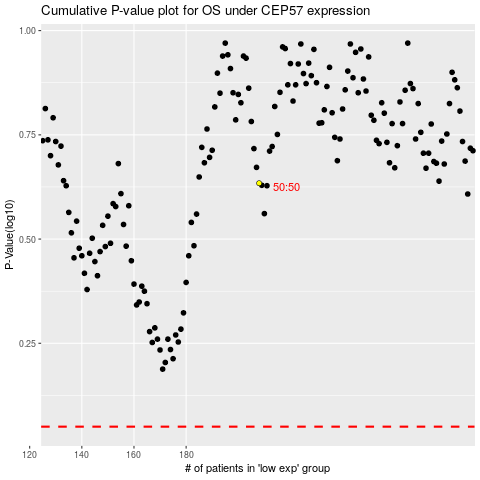 Cumulative P-value plot for OS under CEP57 expression
P-Value(log10)
1.00
0.75
0.50
0.25
50:50
120 140 160 180
# of patients in 'low exp' group